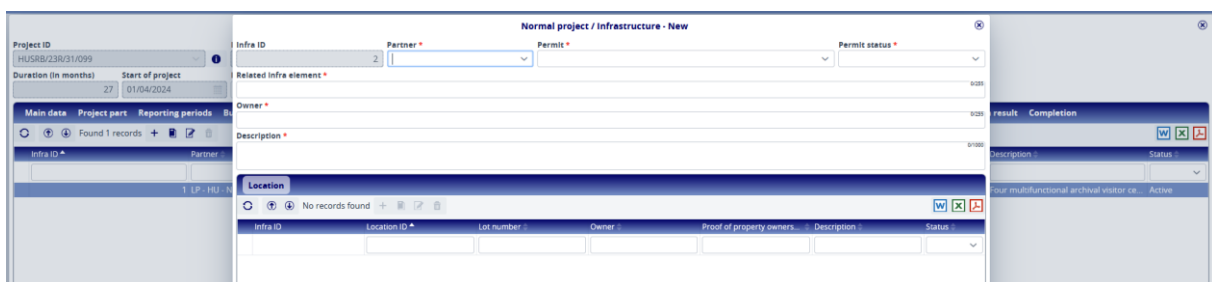 Normal project / Infrastructure - New
Project ID
HUSRB/23R/31/099
Duration (in months) Start of project
27 01/04/2024
Infra ID Partner * Permit * Permit status *
2
Related infra element *
0/255
Owner *
0/255
Description *
0/1000
Main data Project part Reporting periods result Completion
Found 1 records
Infra ID Partner Description Status
1 LP - HU - N Four multifunctional archival visitor ce... Active
Location
No records found
Infra ID Location ID Lot number Owner Proof of property owners... Description Status